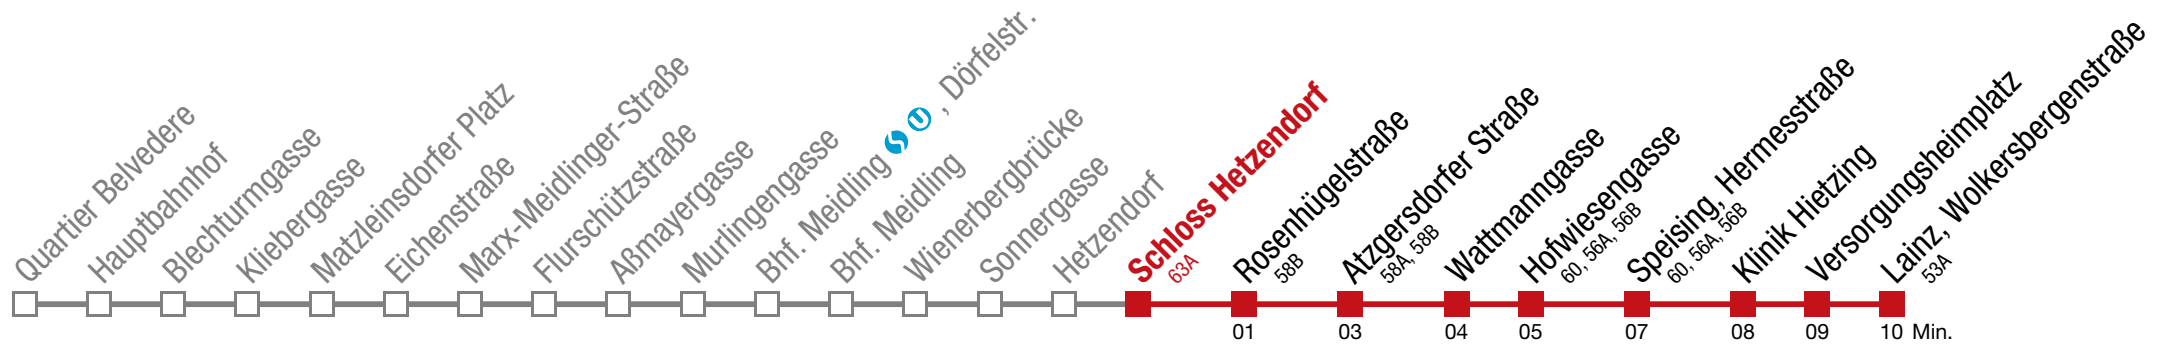 Quartier Belvedere
Hauptbahnhof
Blechturmgasse
Kliebergasse
Matzleinsdorfer Platz
Eichenstraße
Marx-Meidlinger-Straße
Flurschützstraße
Aßmayergasse
Murlingengasse
Bhf. Meidling S U , Dörfelstr.
Bhf. Meidling
Wienerbergbrücke
Sonnergasse
Hetzendorf
Schloss Hetzendorf
63A
Rosenhügelstraße
58B
Atzgersdorfer Straße
58A, 58B
Wattmanngasse
Hofwiesengasse
60, 56A, 56B
Speising, Hermesstraße
60, 56A, 56B
Klinik Hietzing
Versorgungsheimplatz
Lainz, Wolkersbergenstraße
53A
01 03 04 05 07 08 09 10 Min.